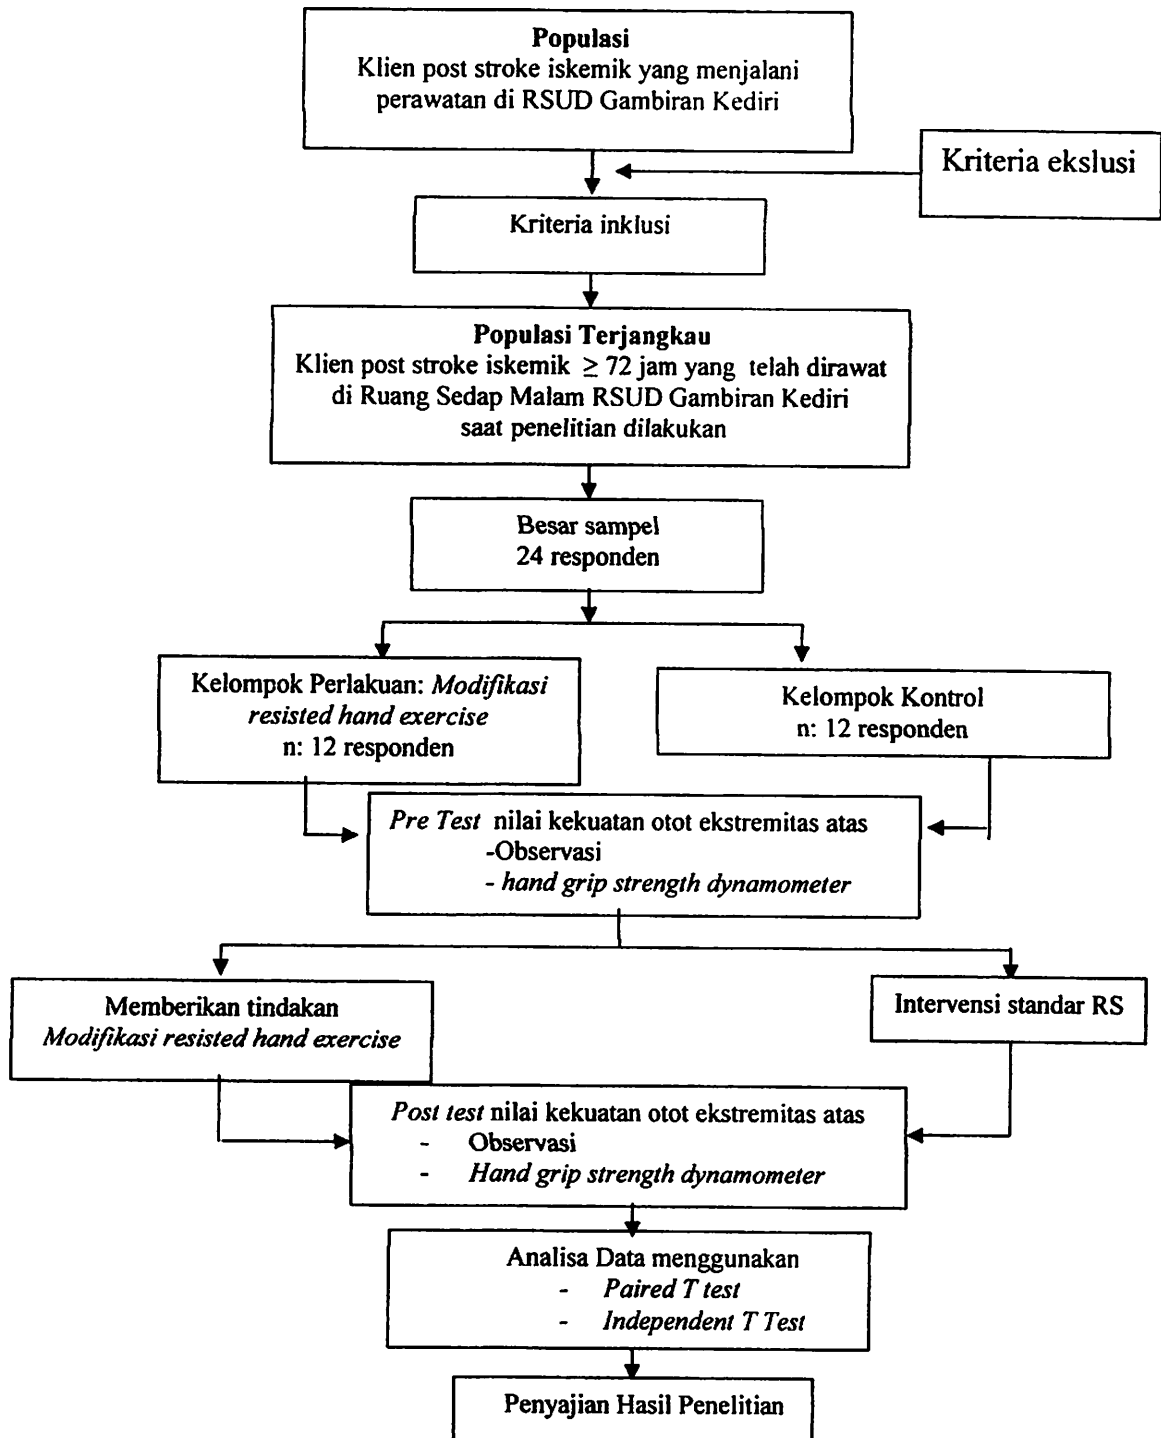 Populasi
Klien post stroke iskemik yang menjalani
perawatan di RSUD Gambiran Kediri
Kriteria ekslusi
Kriteria inklusi
Populasi Terjangkau
Klien post stroke iskemik ≥ 72 jam yang telah dirawat
di Ruang Sedap Malam RSUD Gambiran Kediri
saat penelitian dilakukan
Besar sampel
24 responden
Kelompok Perlakuan: Modifikasi
resisted hand exercise
n: 12 responden
Kelompok Kontrol
n: 12 responden
Pre Test nilai kekuatan otot ekstremitas atas
-Observasi
- hand grip strength dynamometer
Memberikan tindakan
Modifikasi resisted hand exercise
Intervensi standar RS
Post test nilai kekuatan otot ekstremitas atas
- Observasi
- Hand grip strength dynamometer
Analisa Data menggunakan
- Paired T test
- Independent T Test
Penyajian Hasil Penelitian